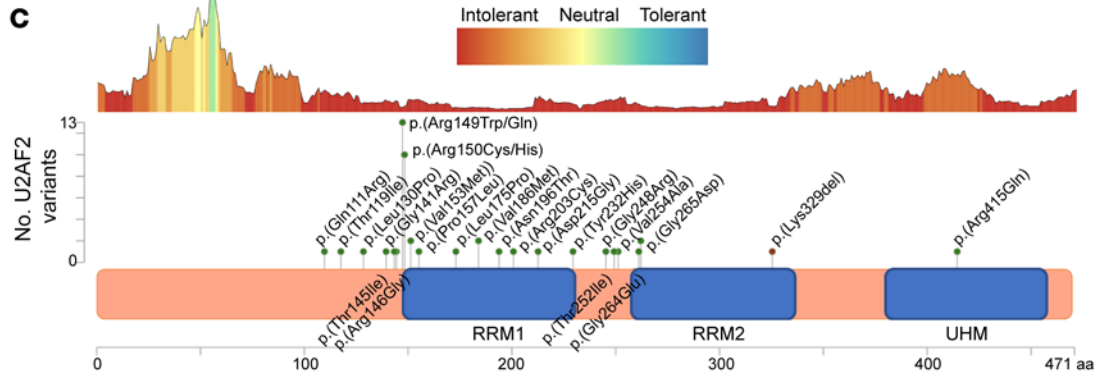 c
Intolerant Neutral Tolerant
No. U2AF2
variants
13
0
p.(Arg149Trp/Gln)
p.(Arg150Cys/His)
p.(Gln111Arg)
p.(Thr119Ile)
p.(Leu130Pro)
p.(Gly141Arg)
p.(Val153Met))
p.(Pro157Leu)
p.(Leu175Pro)
p.(Val186Met)
p.(Asn196Thr)
p.(Arg203Cys)
p.(Asp215Gly)
p.(Tyr232His)
p.(Gly248Arg)
p.(Val254Ala)
p.(Gly265Asp)
p.(Lys329del)
p.(Arg415Gln)
p.(Thr145Ile)
p.(Arg146Gly)
p.(Thr252Ile)
p.(Gly264Glu)
RRM1 RRM2 UHM
0 100 200 300 400 471 aa